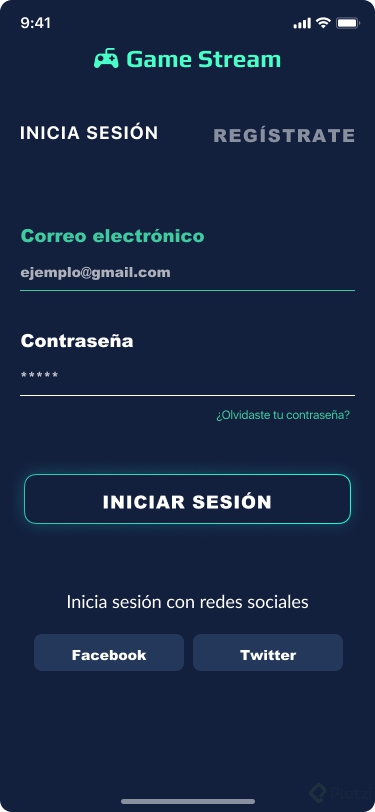 9:41
Game Stream
INICIA SESIÓN
REGÍSTRATE
Correo electrónico
ejemplo@gmail.com
Contraseña
*****
¿Olvidaste tu contraseña?
INICIAR SESIÓN
Inicia sesión con redes sociales
Facebook
Twitter
Platzi